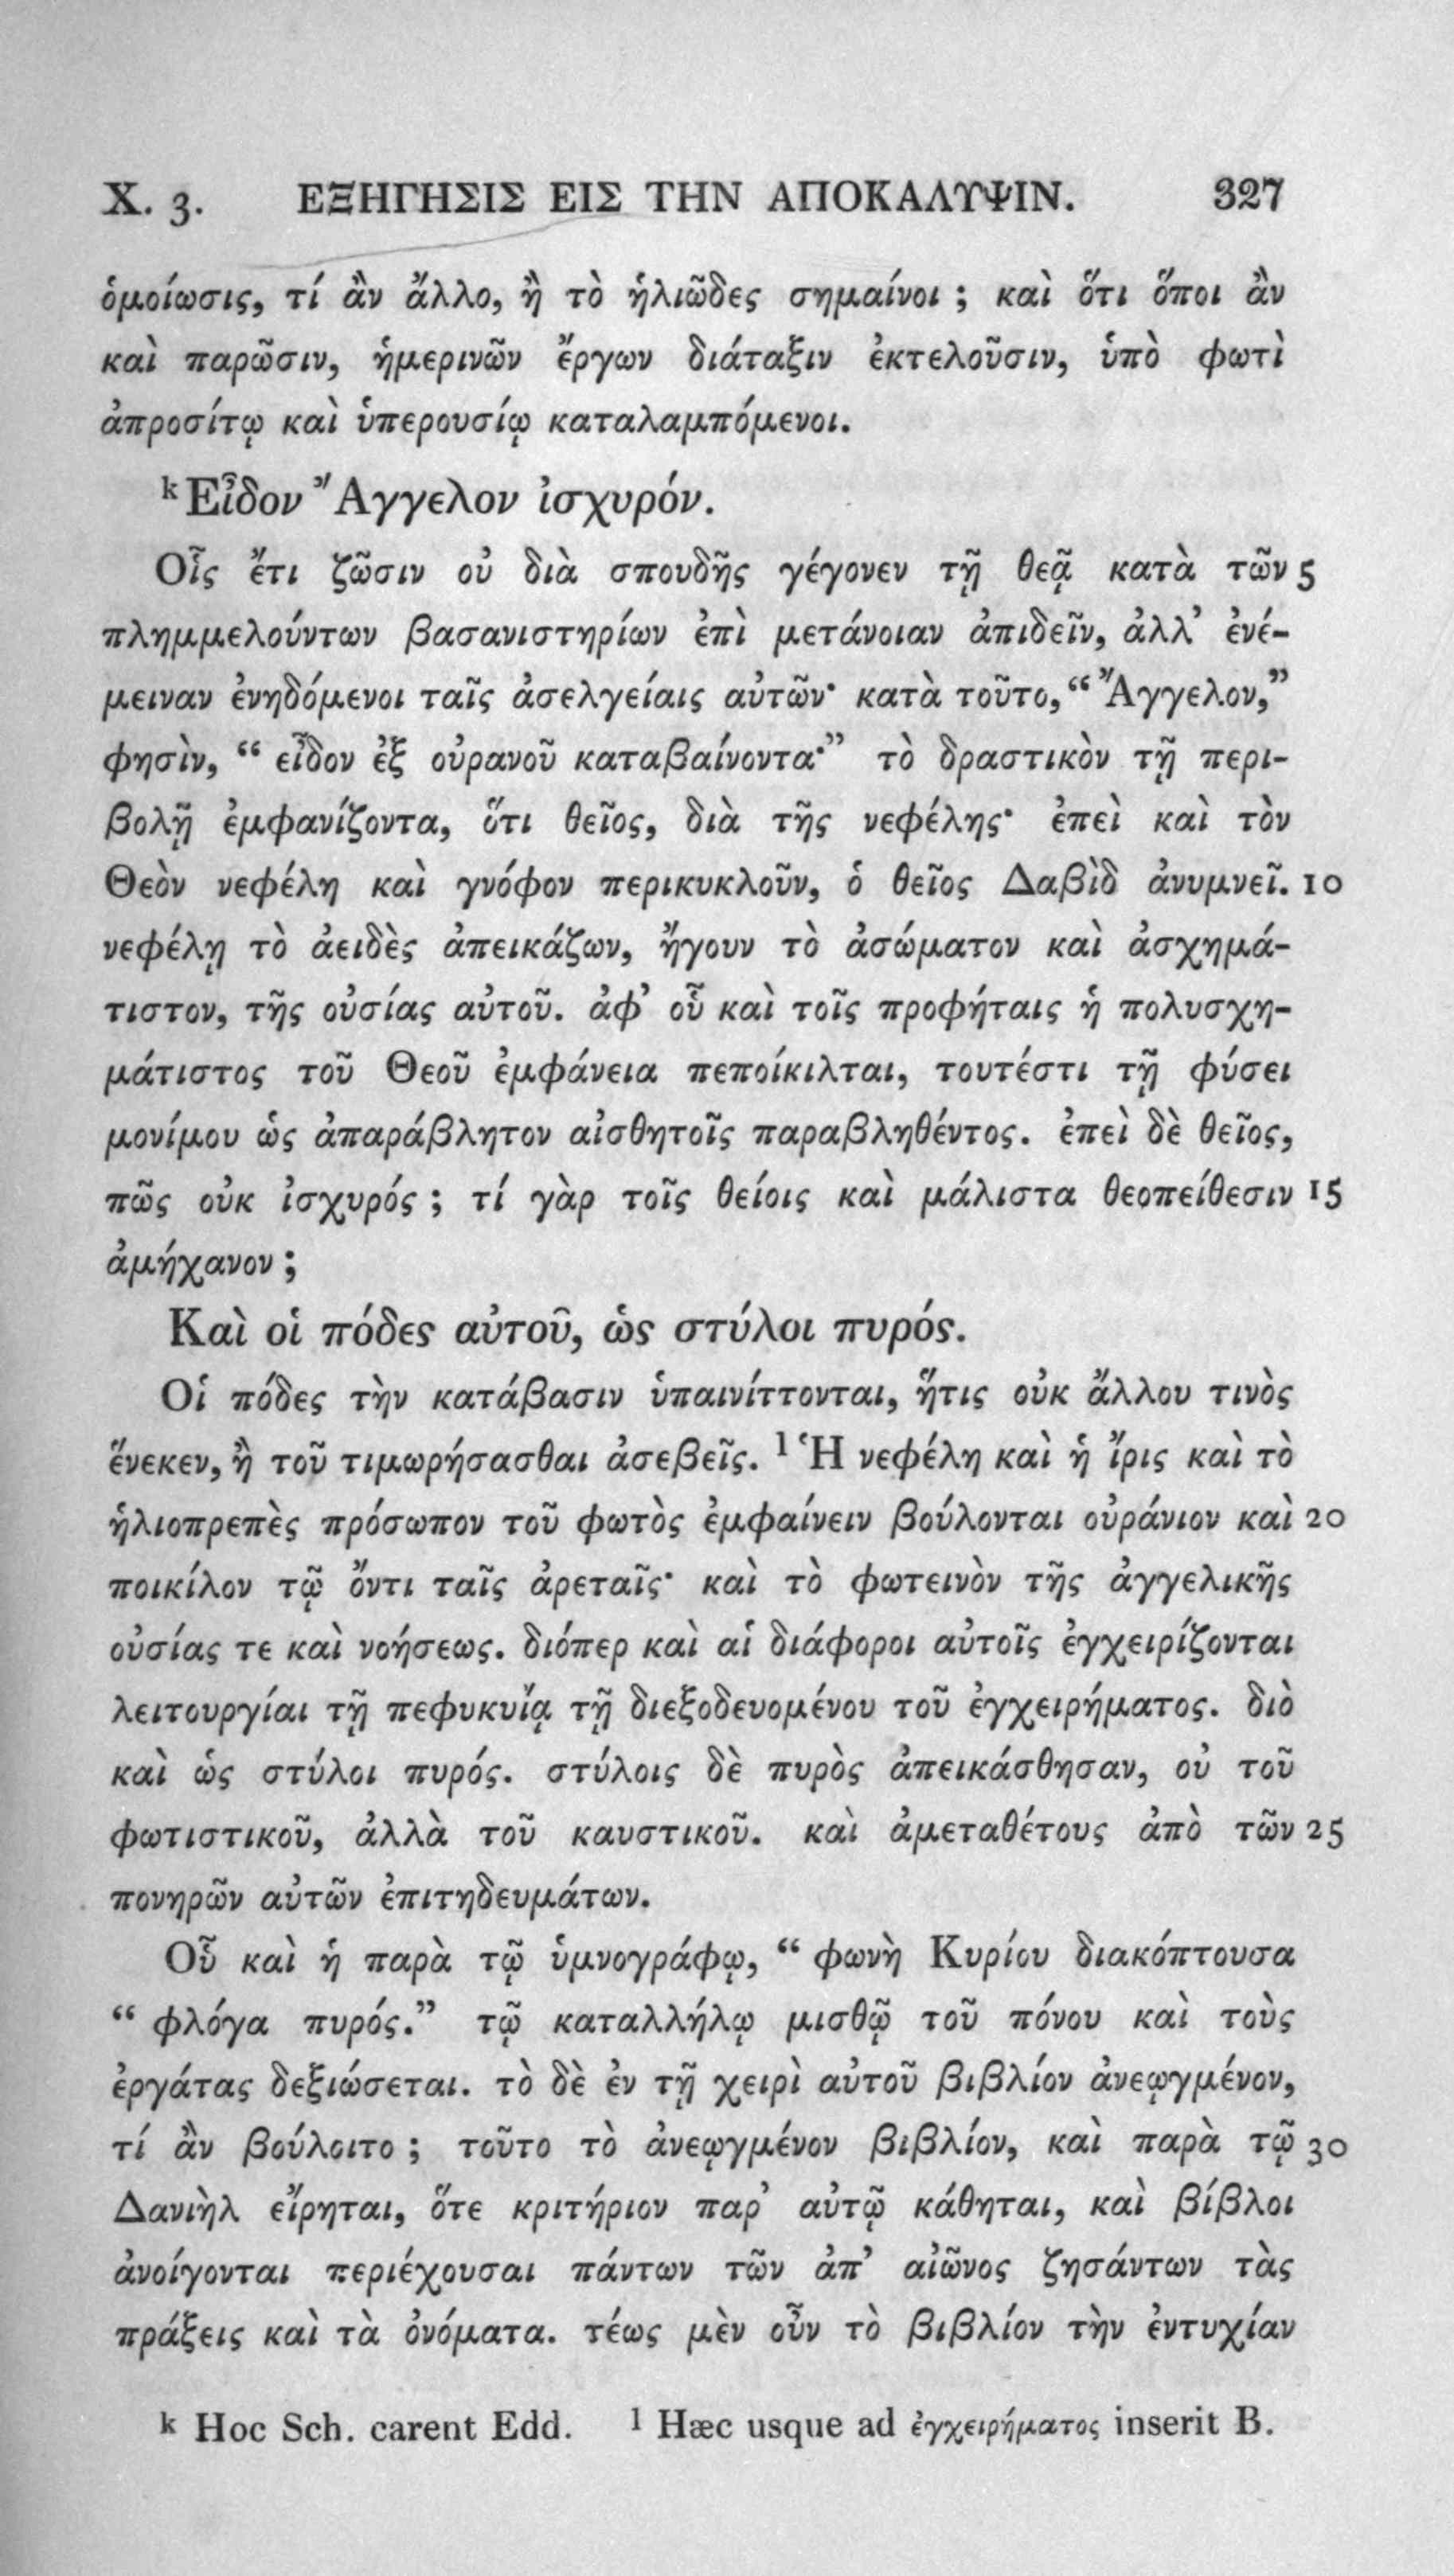 X. 3. ΕΞΗΓΗΣΙΣ ΕΙΣ ΤΗΝ ΑΠΟΚΑΛΥΨΙΝ. 327
ὁμοίωσις, τί ἂν ἄλλο, ἢ τὸ ἡλιῶδες σημαίνοι ; καὶ ὅτι ὅποι ἂν
καὶ παρῶσιν, ἡμερινῶν ἔργων διάταξιν ἐκτελοῦσιν, ὑπὸ φωτὶ
ἀπροσίτῳ καὶ ὑπερουσίῳ καταλαμπόμενοι.
k Εἶδον Ἄγγελον ἰσχυρόν.
Οἷς ἔτι ζῶσιν οὐ διὰ σπουδῆς γέγονεν τῇ θεᾷ κατὰ τῶν 5
πλημμελούντων βασανιστηρίων ἐπὶ μετάνοιαν ἀπιδεῖν, ἀλλ’ ἐνέ-
μειναν ἐνηδόμενοι ταῖς ἀσελγείαις αὐτῶν· κατὰ τοῦτο, “ Ἄγγελον,”
φησὶν, “ εἶδον ἐξ οὐρανοῦ καταβαίνοντα·” τὸ δραστικὸν τῇ περι-
βολῇ ἐμφανίζοντα, ὅτι θεῖος, διὰ τῆς νεφέλης· ἐπεὶ καὶ τὸν
Θεὸν νεφέλη καὶ γνόφον περικυκλοῦν, ὁ θεῖος Δαβὶδ ἀνυμνεῖ. 10
νεφέλῃ τὸ ἀειδὲς ἀπεικάζων, ἤγουν τὸ ἀσώματον καὶ ἀσχημά-
τιστον, τῆς οὐσίας αὐτοῦ. ἀφ’ οὗ καὶ τοῖς προφήταις ἡ πολυσχη-
μάτιστος τοῦ Θεοῦ ἐμφάνεια πεποίκιλται, τουτέστι τῇ φύσει
μονίμου ὡς ἀπαράβλητον αἰσθητοῖς παραβληθέντος. ἐπεὶ δὲ θεῖος,
πῶς οὐκ ἰσχυρός ; τί γὰρ τοῖς θείοις καὶ μάλιστα θεοπείθεσιν 15
ἀμήχανον ;
Καὶ οἱ πόδες αὐτοῦ, ὡς στύλοι πυρός.
Οἱ πόδες τὴν κατάβασιν ὑπαινίττονται, ἥτις οὐκ ἄλλου τινὸς
ἕνεκεν, ἢ τοῦ τιμωρήσασθαι ἀσεβεῖς. l Ἡ νεφέλη καὶ ἡ ἶρις καὶ τὸ
ἡλιοπρεπὲς πρόσωπον τοῦ φωτὸς ἐμφαίνειν βούλονται οὐράνιον καὶ 20
ποικίλον τῷ ὄντι ταῖς ἀρεταῖς· καὶ τὸ φωτεινὸν τῆς ἀγγελικῆς
οὐσίας τε καὶ νοήσεως. διόπερ καὶ αἱ διάφοροι αὐτοῖς ἐγχειρίζονται
λειτουργίαι τῇ πεφυκυίᾳ τῇ διεξοδευομένου τοῦ ἐγχειρήματος. διὸ
καὶ ὡς στύλοι πυρός. στύλοις δὲ πυρὸς ἀπεικάσθησαν, οὐ τοῦ
φωτιστικοῦ, ἀλλὰ τοῦ καυστικοῦ. καὶ ἀμεταθέτους ἀπὸ τῶν 25
πονηρῶν αὐτῶν ἐπιτηδευμάτων.
Οὗ καὶ ἡ παρὰ τῷ ὑμνογράφῳ, “ φωνὴ Κυρίου διακόπτουσα
“ φλόγα πυρός.” τῷ καταλλήλῳ μισθῷ τοῦ πόνου καὶ τοὺς
ἐργάτας δεξιώσεται. τὸ δὲ ἐν τῇ χειρὶ αὐτοῦ βιβλίον ἀνεῳγμένον,
τί ἂν βούλοιτο ; τοῦτο τὸ ἀνεῳγμένον βιβλίον, καὶ παρὰ τῷ 30
Δανιὴλ εἴρηται, ὅτε κριτήριον παρ’ αὐτῷ κάθηται, καὶ βίβλοι
ἀνοίγονται περιέχουσαι πάντων τῶν ἀπ’ αἰῶνος ζησάντων τὰς
πράξεις καὶ τὰ ὀνόματα. τέως μὲν οὖν τὸ βιβλίον τὴν ἐντυχίαν
k Hoc Sch. carent Edd. l Hæc usque ad ἐγχειρήματος inserit B.